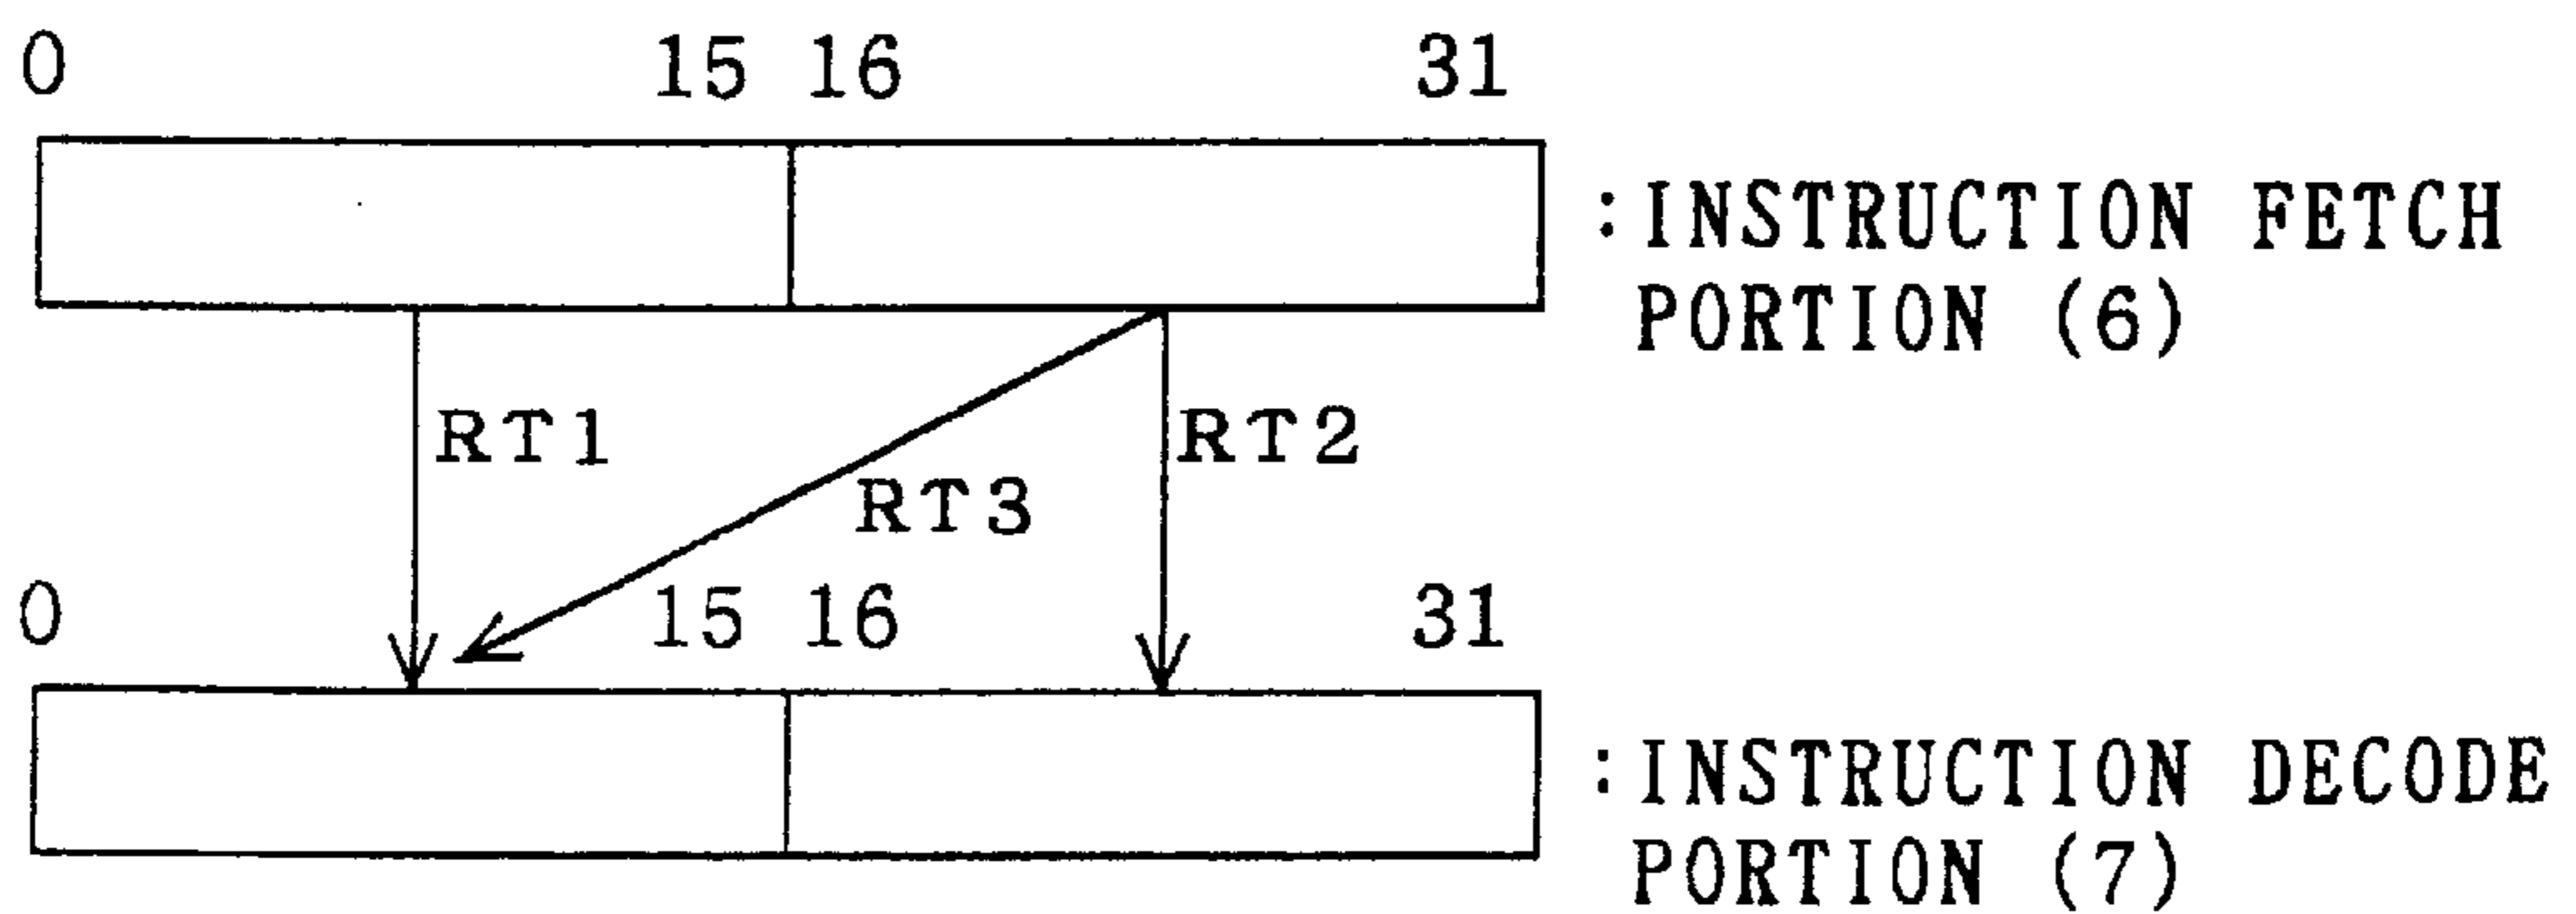 0 15 16 31
:INSTRUCTION FETCH
PORTION (6)
RT1 RT2
RT3
0 15 16 31
:INSTRUCTION DECODE
PORTION (7)